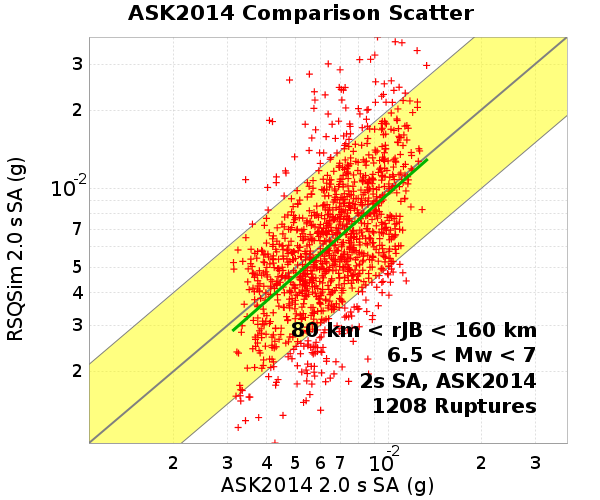 ASK2014 Comparison Scatter
RSQSim 2.0 s SA (g)
3
2
10-2
7
5
4
3
2
80 km < rJB < 160 km
6.5 < Mw < 7
2s SA, ASK2014
1208 Ruptures
2 3 4 5 6 7 10-2 2 3
ASK2014 2.0 s SA (g)